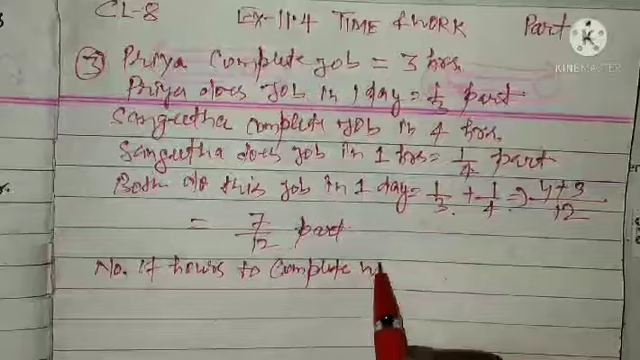 CL-8 Ex-11.4 TIME & WORK Part
KINEMASTER
③ Priya Complete job = 3 hrs.
Priya does job in 1 day = 1/3 part
Sangeetha complete job in 4 hrs.
Sangeetha does job in 1 hrs = 1/4 part
Both do this job in 1 day = 1/3 + 1/4 => 4+3/12
= 7/12 part
No. of hours to Complete